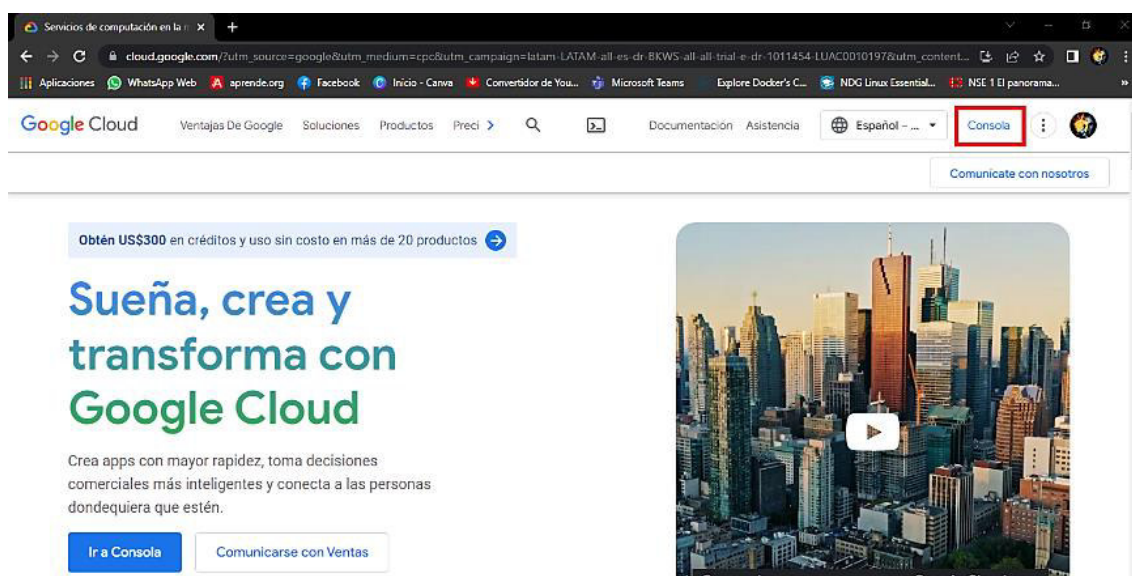 Servicios de computación en la n
cloud.google.com/?utm_source=google&utm_medium=cpc&utm_campaign=latam-LATAM-all-es-dr-BKWS-all-all-trial-e-dr-1011454-LUAC0010197&utm_content...
Aplicaciones WhatsApp Web aprende.org Facebook Inicio - Canva Convertidor de You... Microsoft Teams Explore Docker's C... NDG Linux Essential... NSE 1 El panorama... »
Google Cloud Ventajas De Google Soluciones Productos Preci Documentación Asistencia Español – ... Consola
Comunícate con nosotros
Obtén US$300 en créditos y uso sin costo en más de 20 productos
Sueña, crea y
transforma con
Google Cloud
Crea apps con mayor rapidez, toma decisiones
comerciales más inteligentes y conecta a las personas
dondequiera que estén.
Ir a Consola Comunicarse con Ventas